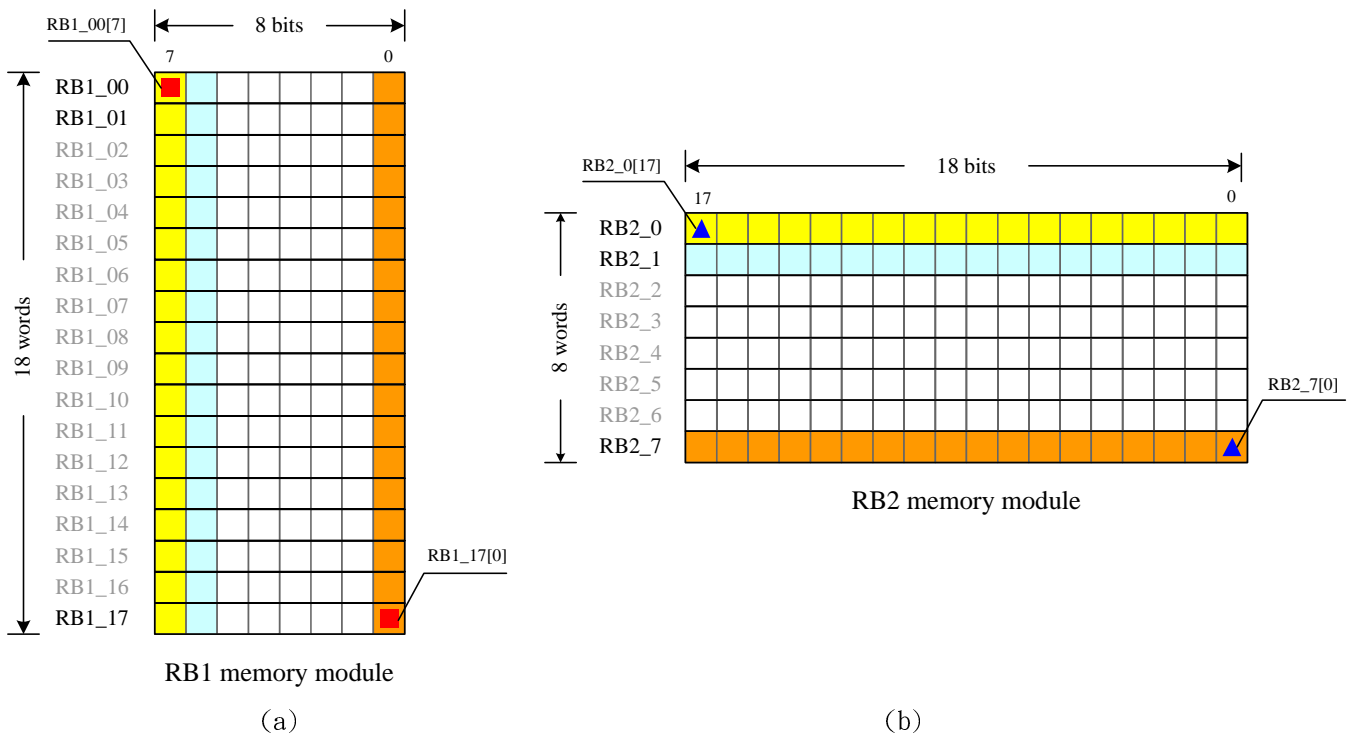 RB1_00[7]
8 bits
7
0
RB1_00
RB1_01
RB1_02
RB1_03
RB1_04
RB1_05
RB1_06
RB1_07
RB1_08
RB1_09
RB1_10
RB1_11
RB1_12
RB1_13
RB1_14
RB1_15
RB1_16
RB1_17
18 words
RB1_17[0]
RB1 memory module
(a)
RB2_0[17]
18 bits
17
0
RB2_0
RB2_1
RB2_2
RB2_3
RB2_4
RB2_5
RB2_6
RB2_7
8 words
RB2_7[0]
RB2 memory module
(b)